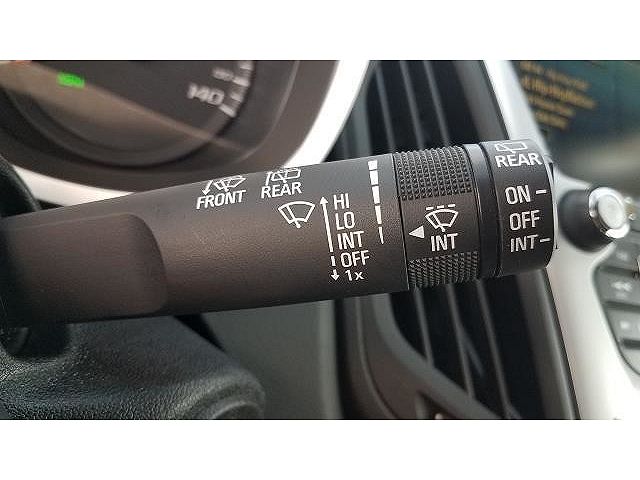 140
FRONT
REAR
HI
LO
INT
OFF
1x
INT
REAR
ON
OFF
INT